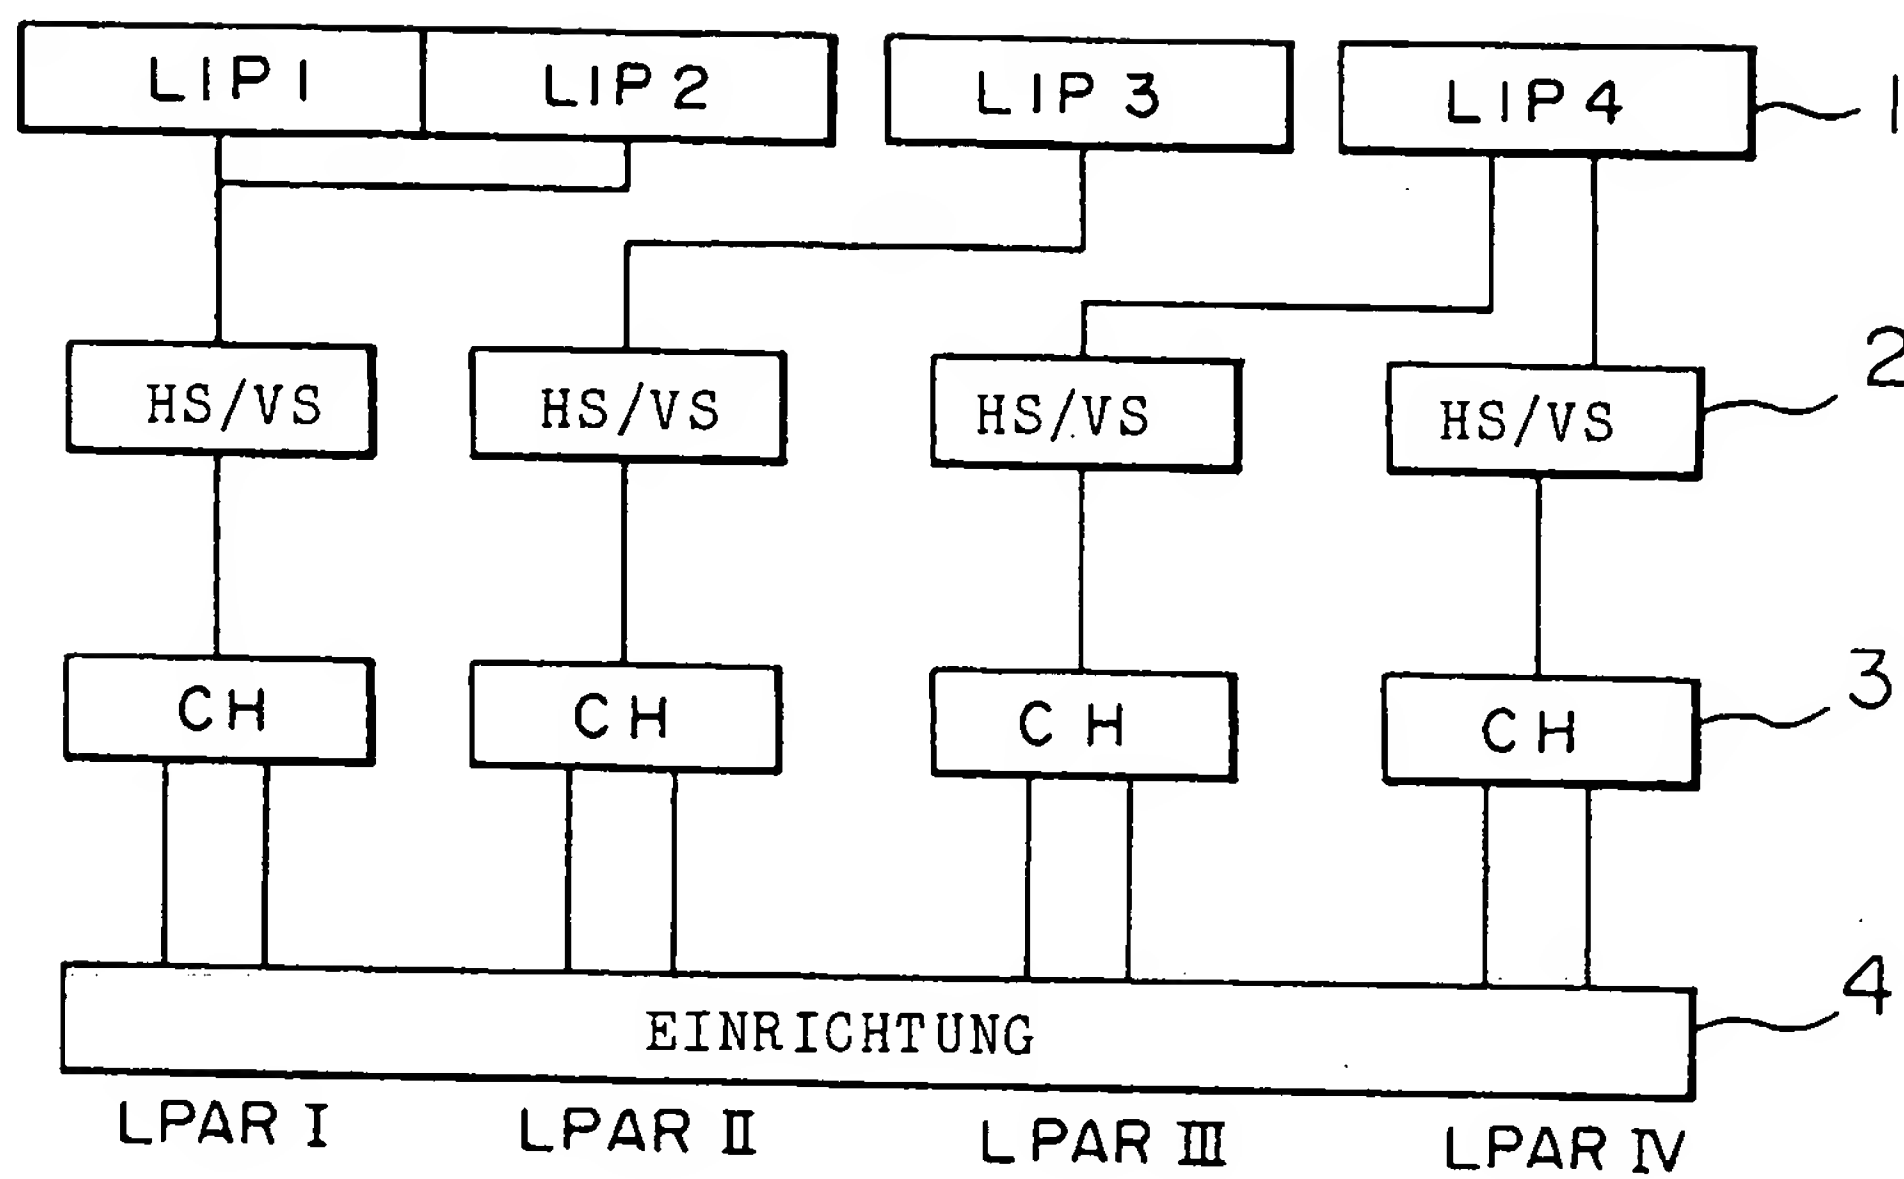 LIP1 LIP2 LIP3 LIP4 1
HS/VS HS/VS HS/VS HS/VS 2
CH CH CH CH 3
EINRICHTUNG 4
LPAR I LPAR II LPAR III LPAR IV